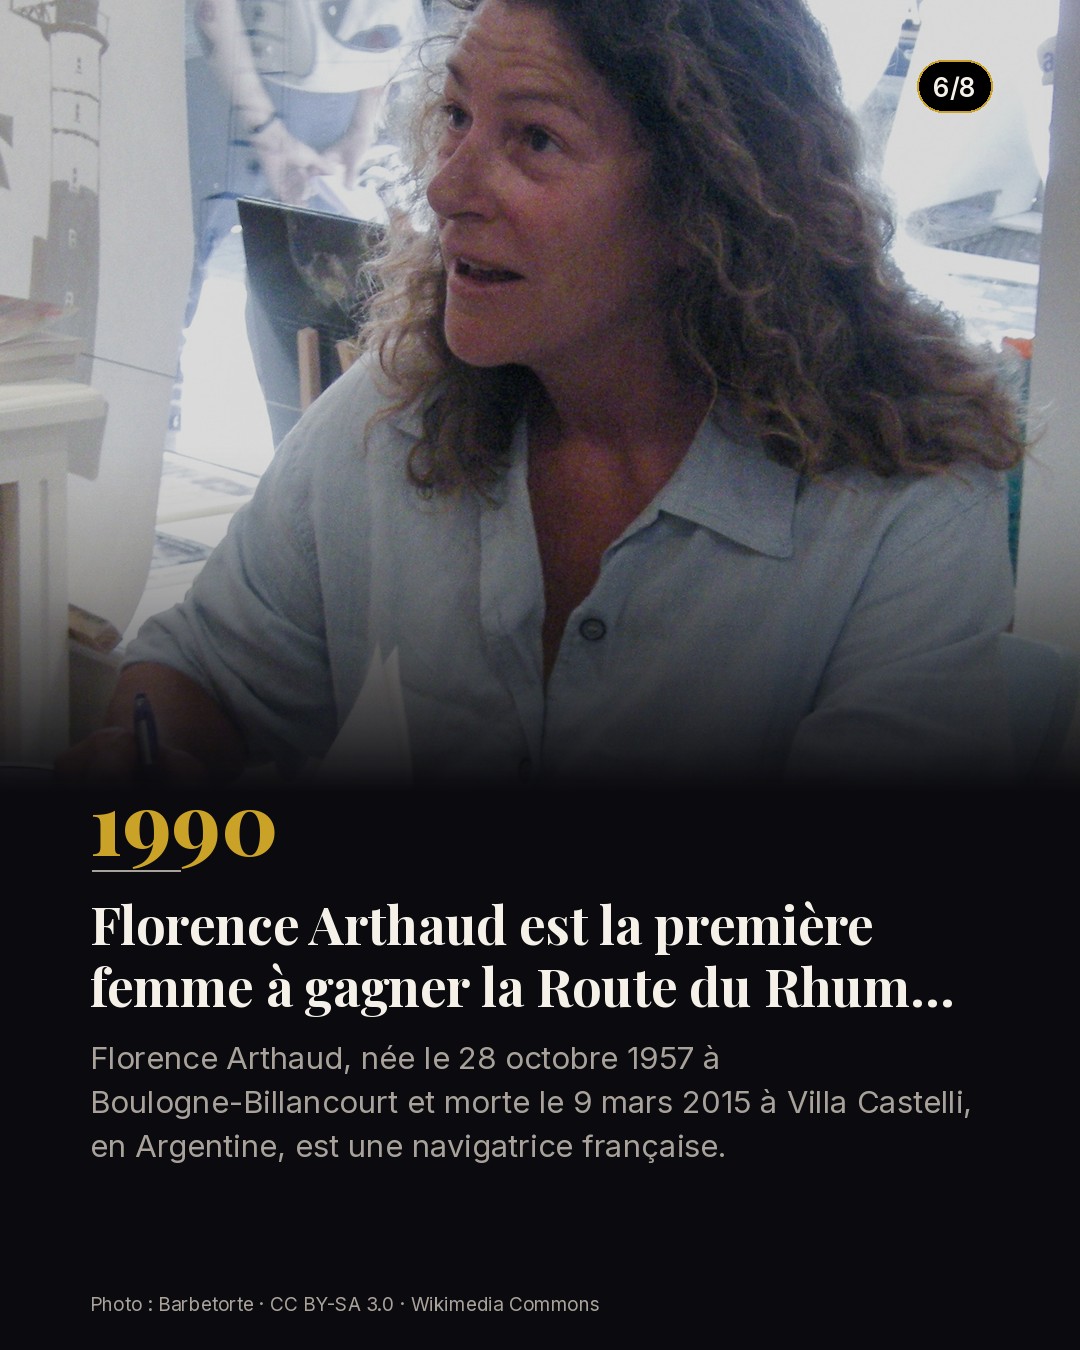 6/8
1990
Florence Arthaud est la première
femme à gagner la Route du Rhum...
Florence Arthaud, née le 28 octobre 1957 à
Boulogne-Billancourt et morte le 9 mars 2015 à Villa Castelli,
en Argentine, est une navigatrice française.
Photo : Barbetorte · CC BY-SA 3.0 · Wikimedia Commons